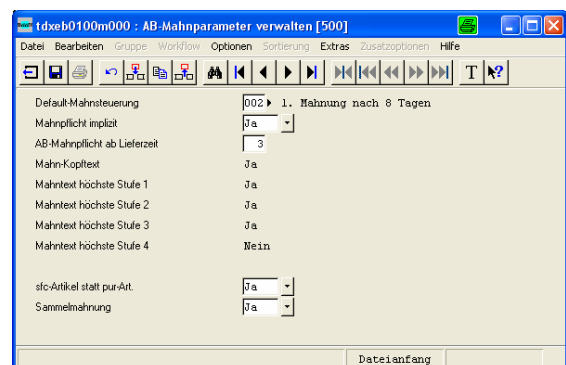 tdxeb0100m000 : AB-Mahnparameter verwalten [500]
Datei Bearbeiten Gruppe Workflow Optionen Sortierung Extras Zusatzoptionen Hilfe
T ?
Default-Mahnsteuerung 002 1. Mahnung nach 8 Tagen
Mahnpflicht implizit Ja
AB-Mahnpflicht ab Lieferzeit 3
Mahn-Kopftext Ja
Mahntext höchste Stufe 1 Ja
Mahntext höchste Stufe 2 Ja
Mahntext höchste Stufe 3 Ja
Mahntext höchste Stufe 4 Nein
sfc-Artikel statt pur-Art. Ja
Sammelmahnung Ja
Dateianfang